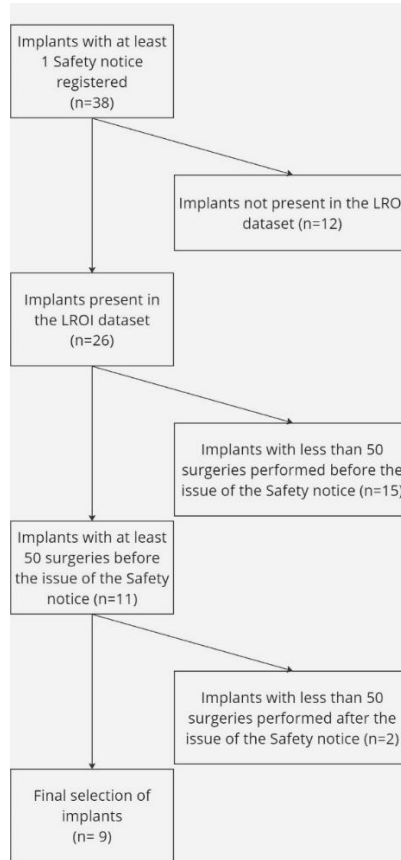 Implants with at least
1 Safety notice
registered
(n=38)
Implants not present in the LROI
dataset (n=12)
Implants present in
the LROI dataset
(n=26)
Implants with less than 50
surgeries performed before the
issue of the Safety notice (n=15)
Implants with at least
50 surgeries before
the issue of the Safety
notice (n=11)
Implants with less than 50
surgeries performed after the
issue of the Safety notice (n=2)
Final selection of
implants
(n= 9)